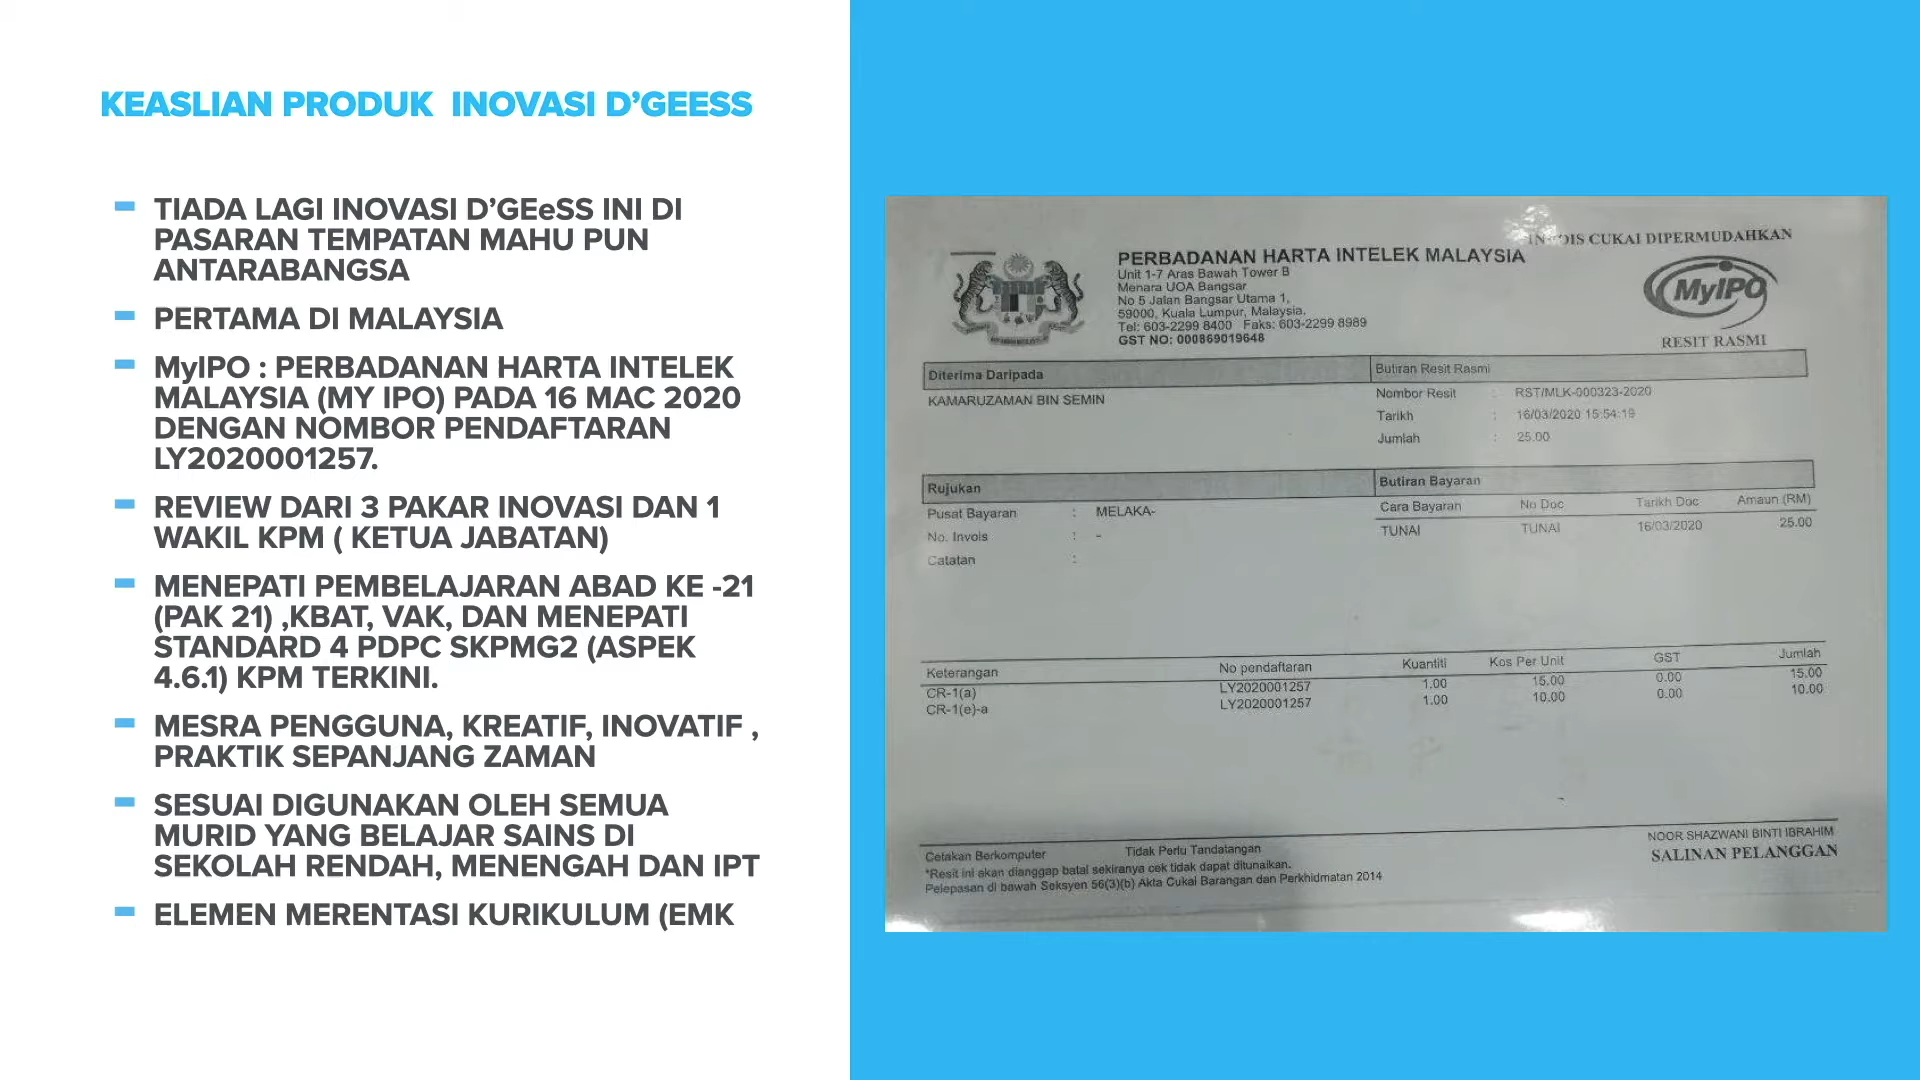 KEASLIAN PRODUK INOVASI D’GEESS
TIADA LAGI INOVASI D’GEeSS INI DI
PASARAN TEMPATAN MAHU PUN
ANTARABANGSA
PERTAMA DI MALAYSIA
MyIPO : PERBADANAN HARTA INTELEK
MALAYSIA (MY IPO) PADA 16 MAC 2020
DENGAN NOMBOR PENDAFTARAN
LY2020001257.
REVIEW DARI 3 PAKAR INOVASI DAN 1
WAKIL KPM ( KETUA JABATAN)
MENEPATI PEMBELAJARAN ABAD KE -21
(PAK 21) ,KBAT, VAK, DAN MENEPATI
STANDARD 4 PDPC SKPMG2 (ASPEK
4.6.1) KPM TERKINI.
MESRA PENGGUNA, KREATIF, INOVATIF ,
PRAKTIK SEPANJANG ZAMAN
SESUAI DIGUNAKAN OLEH SEMUA
MURID YANG BELAJAR SAINS DI
SEKOLAH RENDAH, MENENGAH DAN IPT
ELEMEN MERENTASI KURIKULUM (EMK
CUKAI DIPERMUDAHKAN
PERBADANAN HARTA INTELEK MALAYSIA
Unit 1-7 Aras Bawah Tower B
Menara UOA Bangsar
No 5 Jalan Bangsar Utama 1,
59000, Kuala Lumpur, Malaysia.
Tel: 603-2299 8400 Faks: 603-2299 8989
GST NO: 000869019648
MyIPO
RESIT RASMI
Diterima Daripada
KAMARUZAMAN BIN SEMIN
Butiran Resit Rasmi
Nombor Resit : RST/MLK-000323-2020
Tarikh : 16/03/2020 15:54:19
Jumlah : 25.00
Rujukan
Pusat Bayaran : MELAKA-
No. Invois : -
Catatan :
Butiran Bayaran
Cara Bayaran No Doc Tarikh Doc Amaun (RM)
TUNAI TUNAI 16/03/2020 25.00
Keterangan No pendaftaran Kuantiti Kos Per Unit GST Jumlah
CR-1(a) LY2020001257 1.00 15.00 0.00 15.00
CR-1(e)-a LY2020001257 1.00 10.00 0.00 10.00
Cetakan Berkomputer Tidak Perlu Tandatangan
*Resit ini akan dianggap batal sekiranya cek tidak dapat ditunaikan.
Pelepasan di bawah Seksyen 56(3)(b) Akta Cukai Barangan dan Perkhidmatan 2014
NOOR SHAZWANI BINTI IBRAHIM
SALINAN PELANGGAN